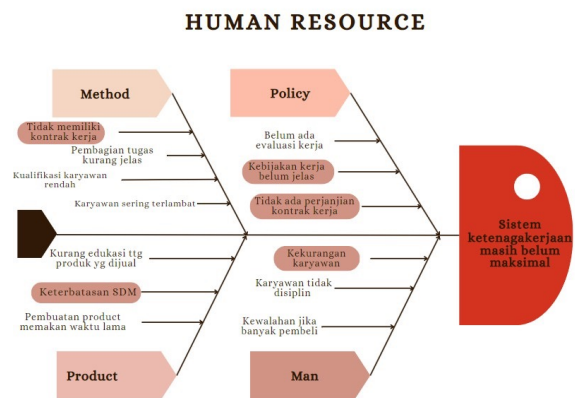 HUMAN RESOURCE
Method
Tidak memiliki
kontrak kerja
Pembagian tugas
kurang jelas
Kualifikasi karyawan
rendah
Karyawan sering terlambat
Policy
Belum ada
evaluasi kerja
Kebijakan kerja
belum jelas
Tidak ada perjanjian
kontrak kerja
Sistem
ketenagakerjaan
masih belum
maksimal
Kurang edukasi ttg
produk yg dijual
Keterbatasan SDM
Pembuatan product
memakan waktu lama
Product
Kekurangan
karyawan
Karyawan tidak
disiplin
Kewalahan jika
banyak pembeli
Man